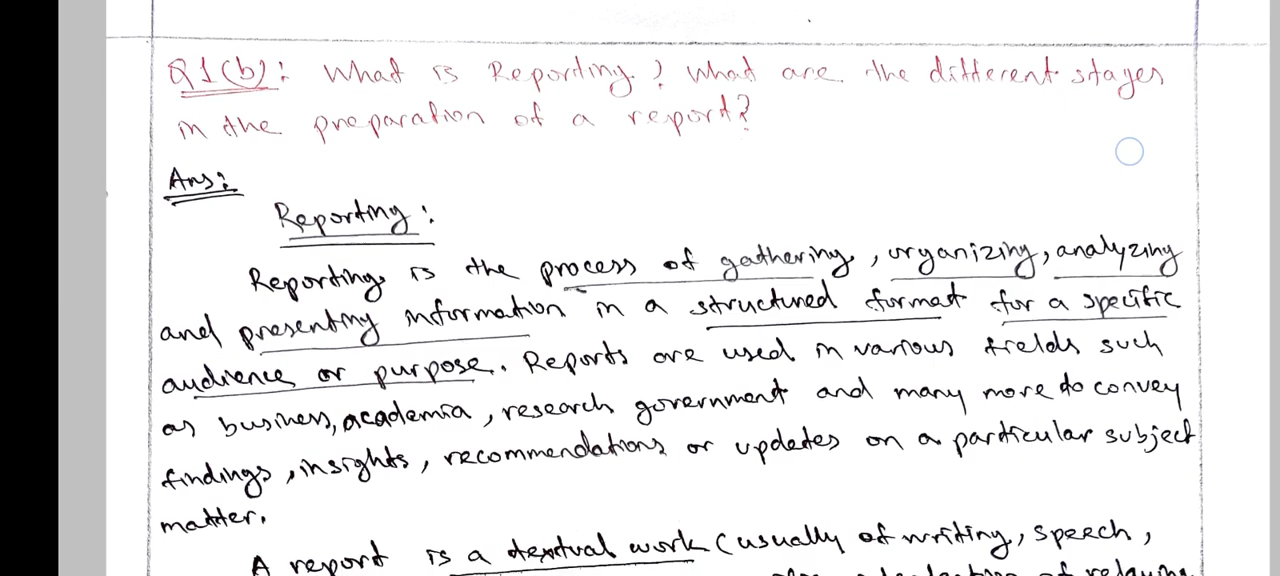 Q1(b): What is Reporting? What are the different stages
in the preparation of a report?
Ans:
Reporting:
Reporting is the process of gathering, organizing, analyzing
and presenting information in a structured format for a specific
audience or purpose. Reports are used in various fields such
as business, academia, research government and many more to convey
findings, insights, recommendations or updates on a particular subject
matter.
A report is a textual work (usually of writing, speech,
of relaying